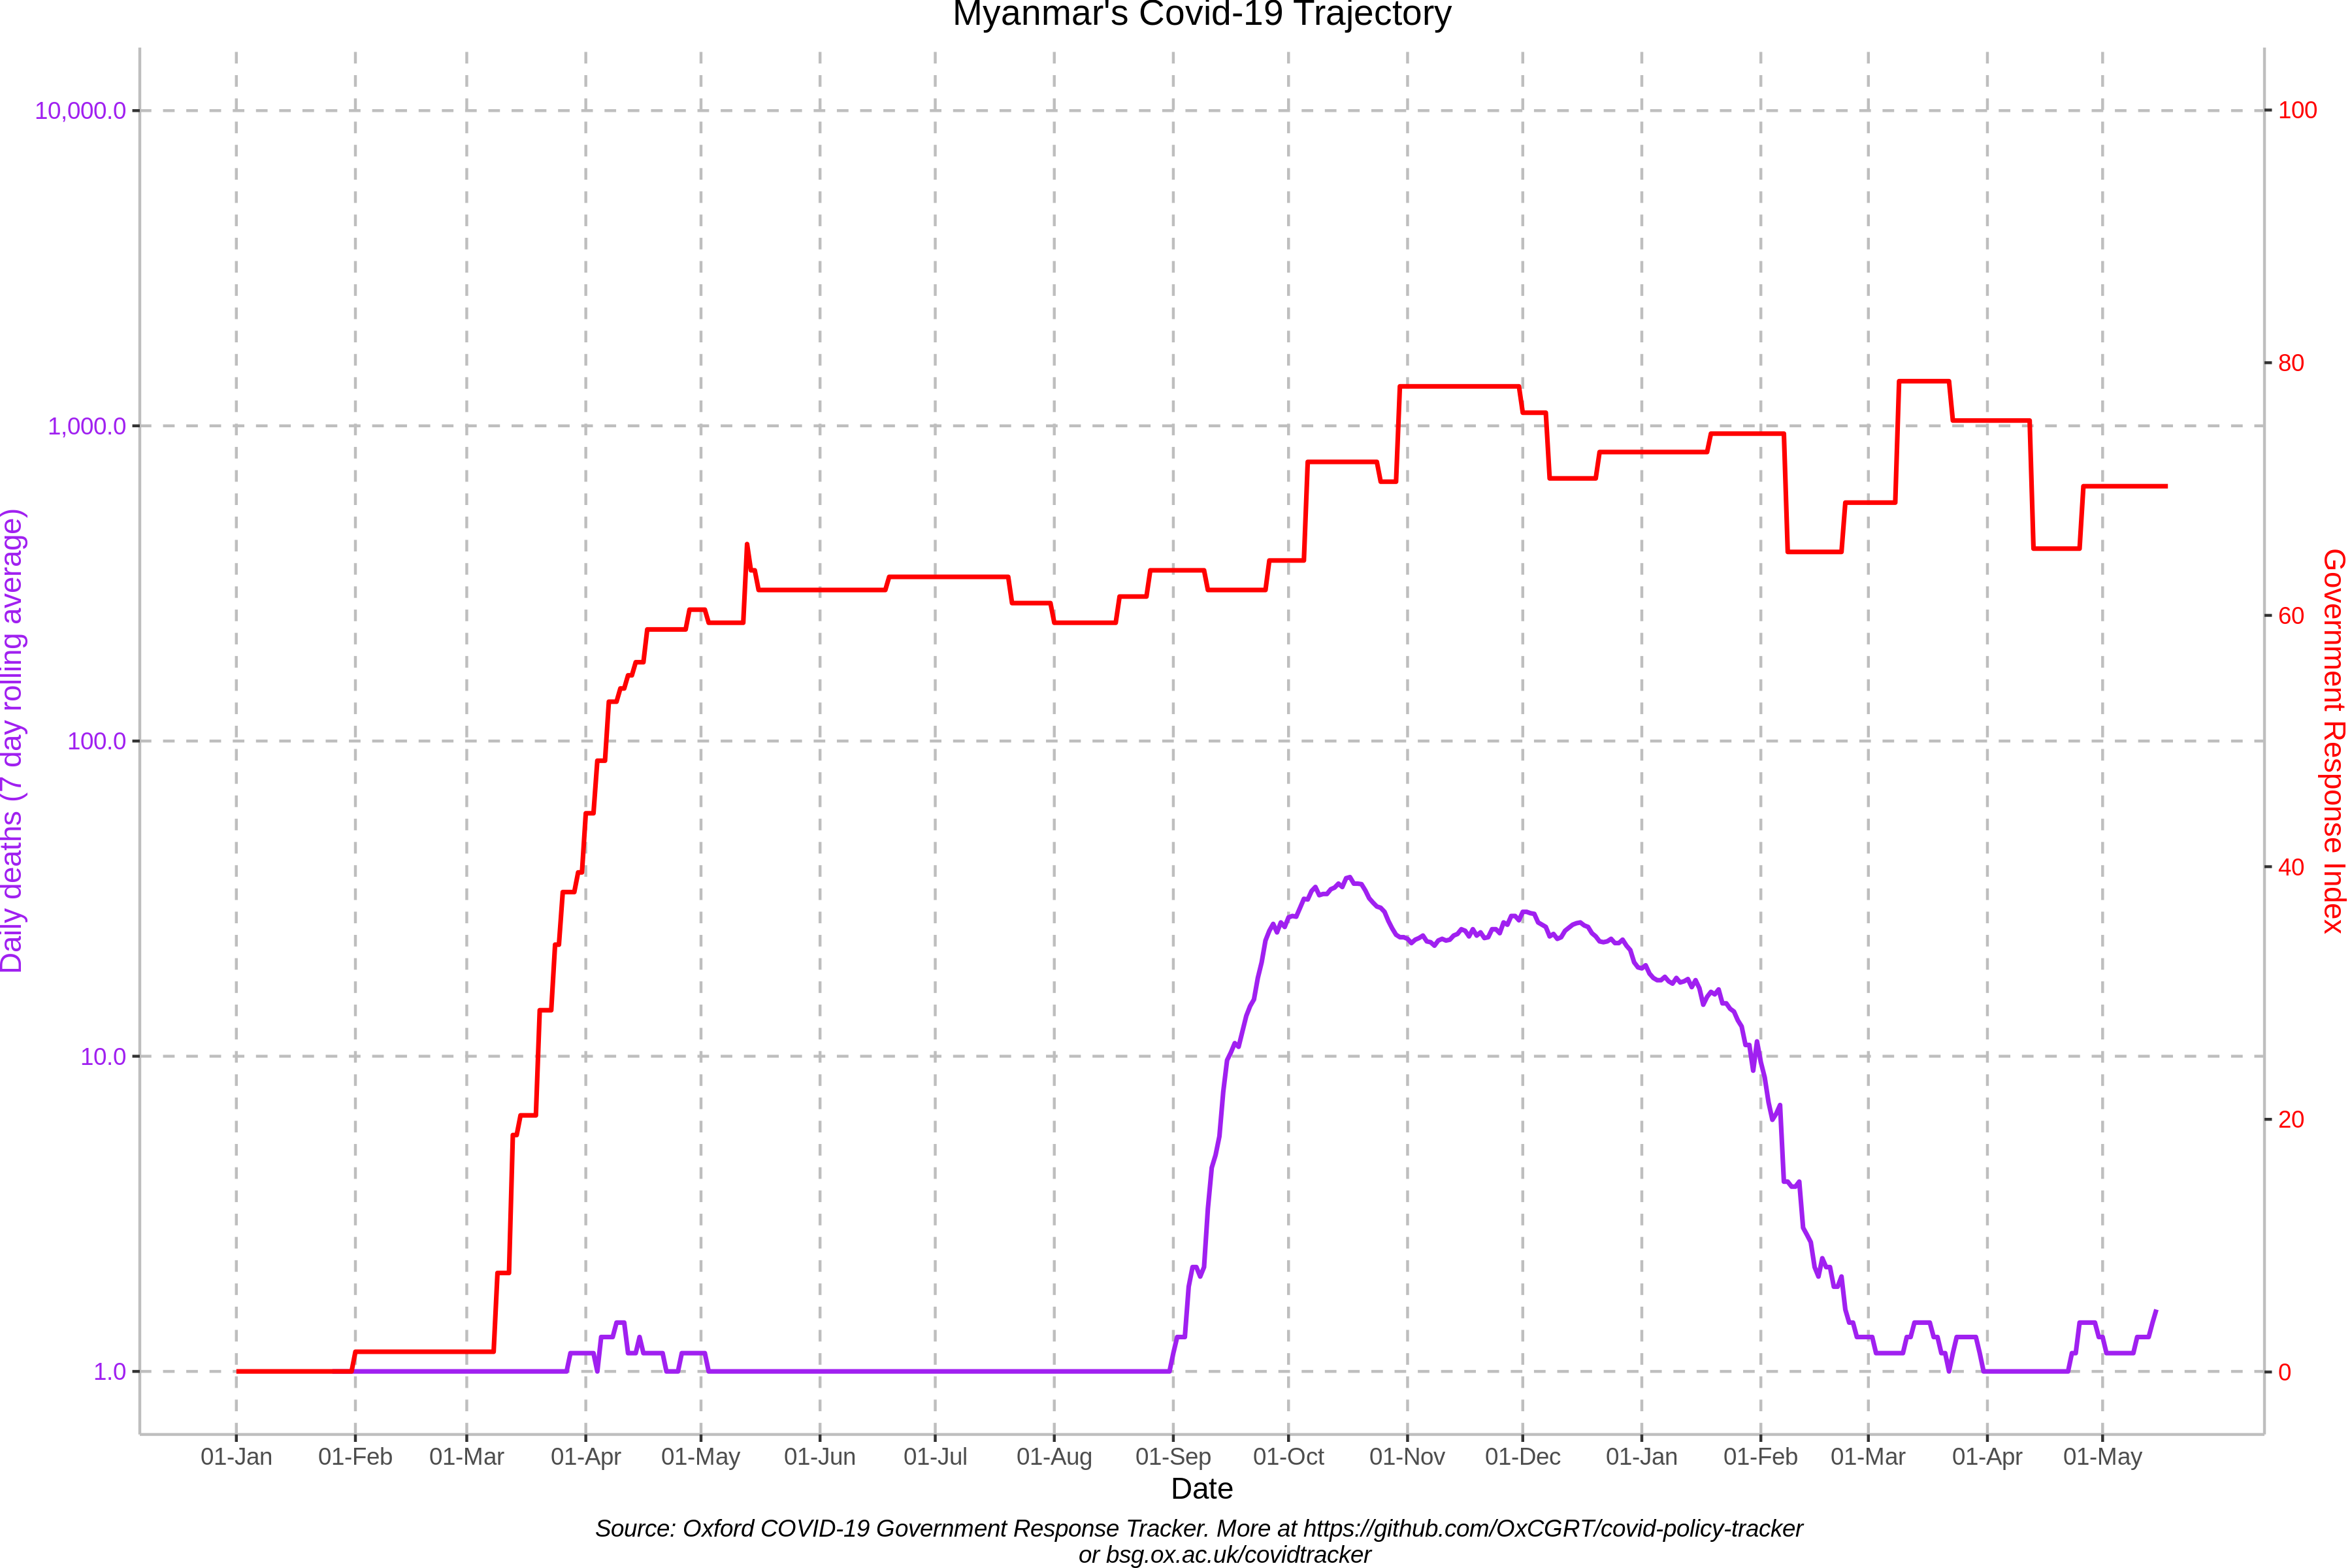 Myanmar's Covid-19 Trajectory
10,000.0
1,000.0
100.0
10.0
1.0
Daily deaths (7 day rolling average)
100
80
60
40
20
0
Government Response Index
01-Jan 01-Feb 01-Mar 01-Apr 01-May 01-Jun 01-Jul 01-Aug 01-Sep 01-Oct 01-Nov 01-Dec 01-Jan 01-Feb 01-Mar 01-Apr 01-May
Date
Source: Oxford COVID-19 Government Response Tracker. More at https://github.com/OxCGRT/covid-policy-tracker
or bsg.ox.ac.uk/covidtracker